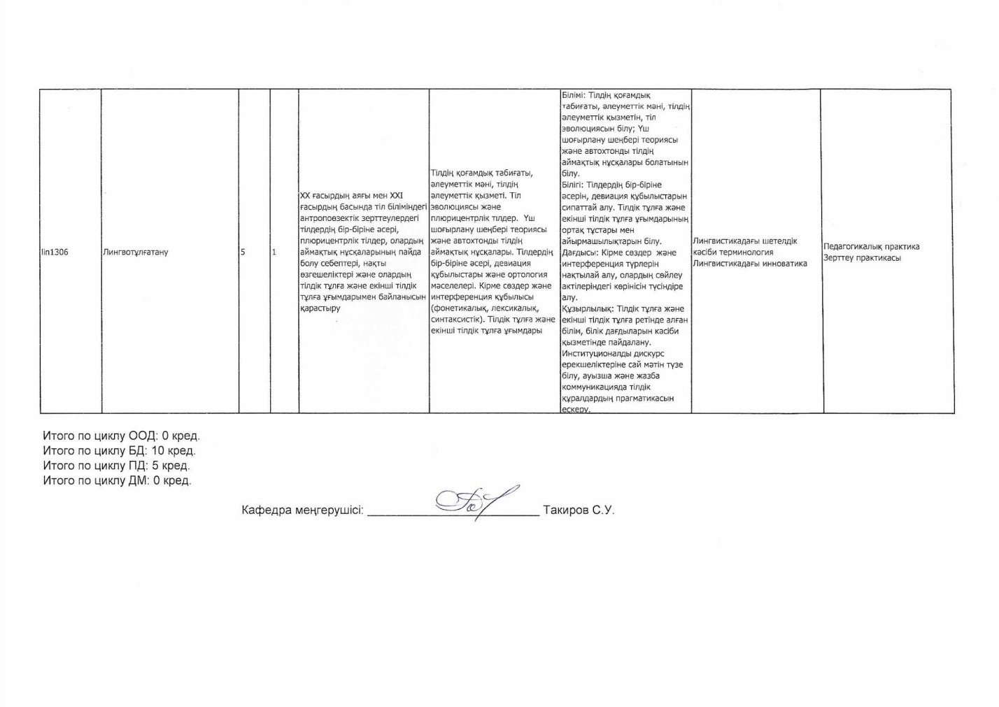 lin1306
Лингвотұлғатану
5
1
ХХ ғасырдың аяғы мен ХХІ
ғасырдың басында тіл біліміндегі
антропоөзектік зерттеулердегі
тілдердің бір-біріне әсері,
плюрицентрлік тілдер, олардың
аймақтық нұсқаларының пайда
болу себептері, нақты
өзгешеліктері және олардың
тілдік тұлға және екінші тілдік
тұлға ұғымдарымен байланысын
қарастыру
Тілдің қоғамдық табиғаты,
әлеуметтік мәні, тілдің
әлеуметтік қызметі. Тіл
эволюциясы және
плюрицентрлік тілдер. Үш
шоғырлану шеңбері теориясы
және автохтонды тілдің
аймақтық нұсқалары. Тілдердің
бір-біріне әсері, девиация
құбылыстары және ортология
мәселелері. Кірме сөздер және
интерференция құбылысы
(фонетикалық, лексикалық,
синтаксистік). Тілдік тұлға және
екінші тілдік тұлға ұғымдары
Білімі: Тілдің қоғамдық
табиғаты, әлеуметтік мәні, тілдің
әлеуметтік қызметін, тіл
эволюциясын білу; Үш
шоғырлану шеңбері теориясы
және автохтонды тілдің
аймақтық нұсқалары болатынын
білу.
Білігі: Тілдердің бір-біріне
әсерін, девиация құбылыстарын
сипаттай алу. Тілдік тұлға және
екінші тілдік тұлға ұғымдарының
ортақ тұстары мен
айырмашылықтарын білу.
Дағдысы: Кірме сөздер және
интерференция түрлерін
нақтылай алу, олардың сөйлеу
актілеріндегі көрінісін түсіндіре
алу.
Құзырлылық: Тілдік тұлға және
екінші тілдік тұлға ретінде алған
білім, білік дағдыларын кәсіби
қызметінде пайдалану.
Институционалды дискурс
ерекшеліктеріне сай мәтін түзе
білу, ауызша және жазба
коммуникацияда тілдік
құралдардың прагматикасын
ескеру.
Лингвистикадағы шетелдік
кәсіби терминология
Лингвистикадағы инноватика
Педагогикалық практика
Зерттеу практикасы
Итого по циклу ООД: 0 кред.
Итого по циклу БД: 10 кред.
Итого по циклу ПД: 5 кред.
Итого по циклу ДМ: 0 кред.
Кафедра меңгерушісі: Такиров С.У.